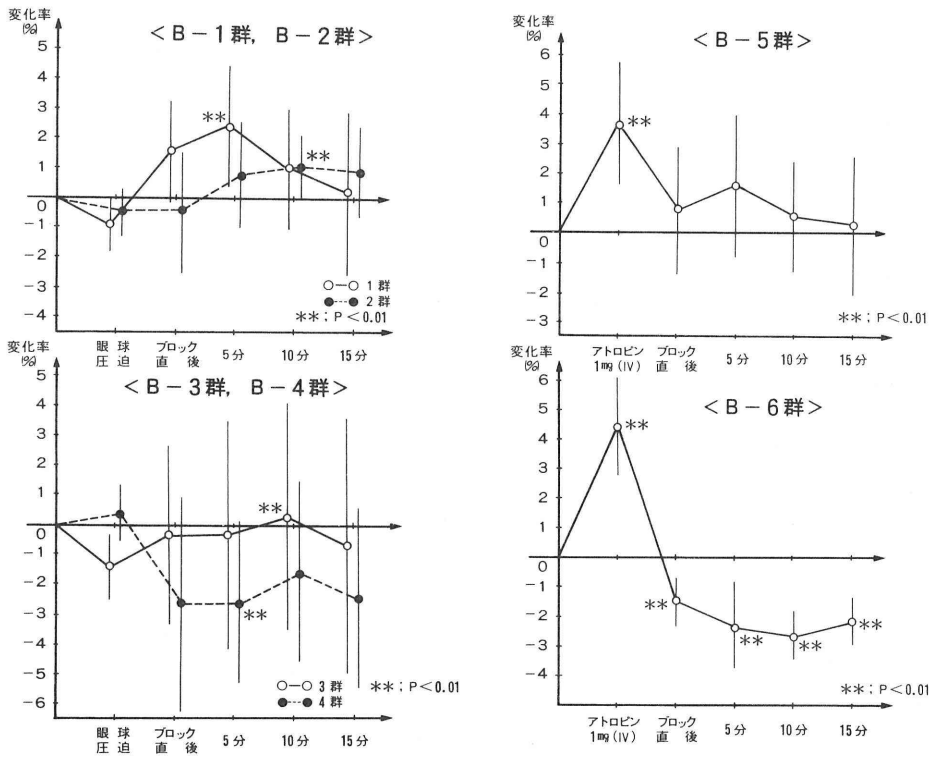 変化率
(%)
<B-1群, B-2群>
5
4
3
2
1
0
-1
-2
-3
-4
**
**
○—○ 1群
●--● 2群
**; P<0.01
眼球
圧迫
ブロック
直後
5分
10分
15分
変化率
(%)
<B-5群>
6
5
4
3
2
1
0
-1
-2
-3
**
**; P<0.01
アトロピン
1mg(IV)
ブロック
直後
5分
10分
15分
変化率
(%)
<B-3群, B-4群>
5
4
3
2
1
0
-1
-2
-3
-4
-5
-6
**
**
○—○ 3群
●--● 4群
**; P<0.01
眼球
圧迫
ブロック
直後
5分
10分
15分
変化率
(%)
<B-6群>
6
5
4
3
2
1
0
-1
-2
-3
-4
**
**
**
**
**
**; P<0.01
アトロピン
1mg(IV)
ブロック
直後
5分
10分
15分